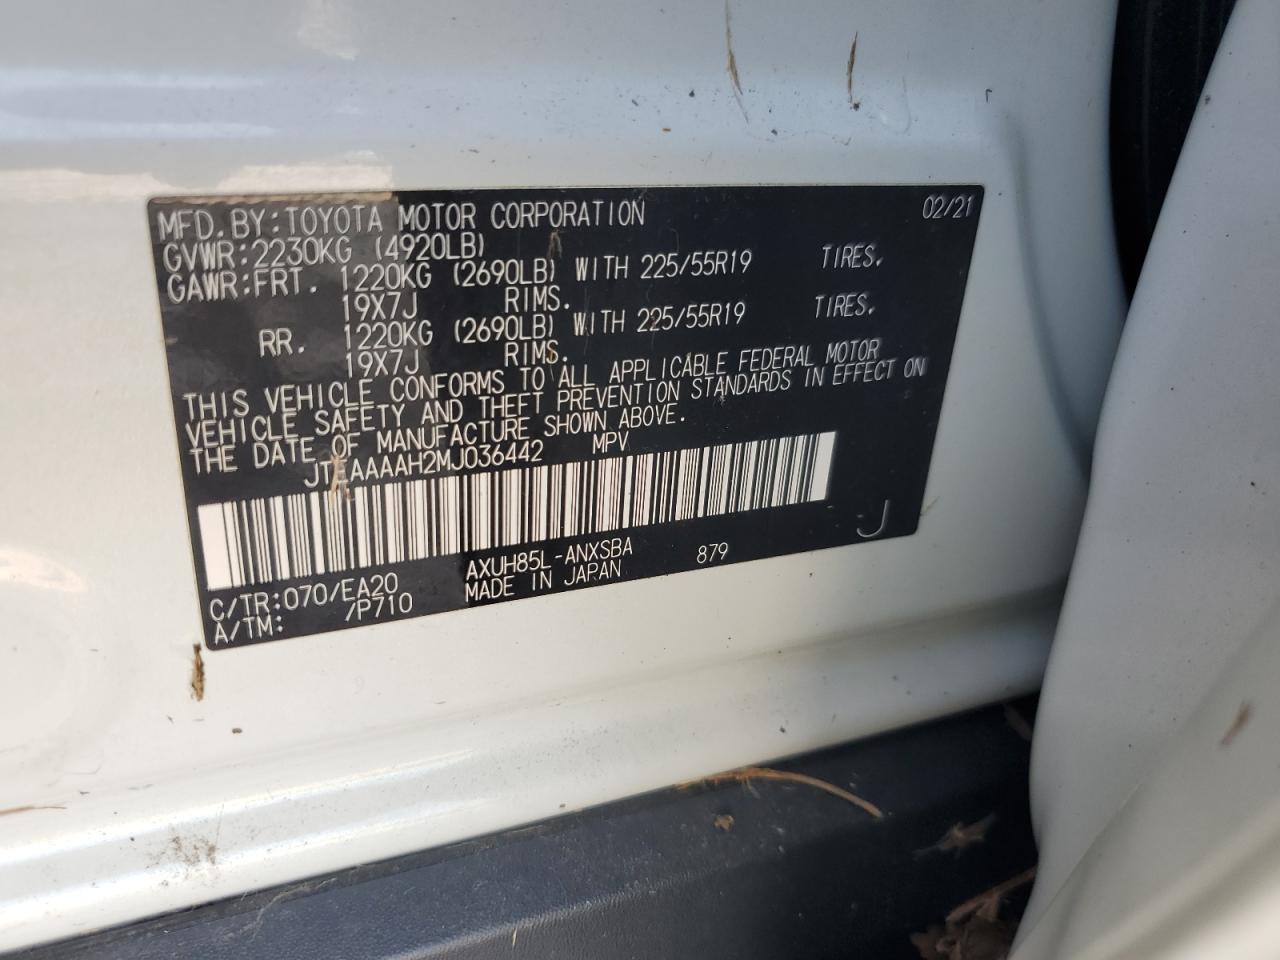 MFD. BY: TOYOTA MOTOR CORPORATION 02/21
GVWR: 2230KG (4920LB)
GAWR: FRT. 1220KG (2690LB) WITH 225/55R19 TIRES.
19X7J RIMS.
RR. 1220KG (2690LB) WITH 225/55R19 TIRES.
19X7J RIMS.
THIS VEHICLE CONFORMS TO ALL APPLICABLE FEDERAL MOTOR
VEHICLE SAFETY AND THEFT PREVENTION STANDARDS IN EFFECT ON
THE DATE OF MANUFACTURE SHOWN ABOVE.
JTEAAAAH2MJ036442 MPV
J
C/TR: 070/EA20 AXUH85L-ANXSBA 879
A/TM: /P710 MADE IN JAPAN